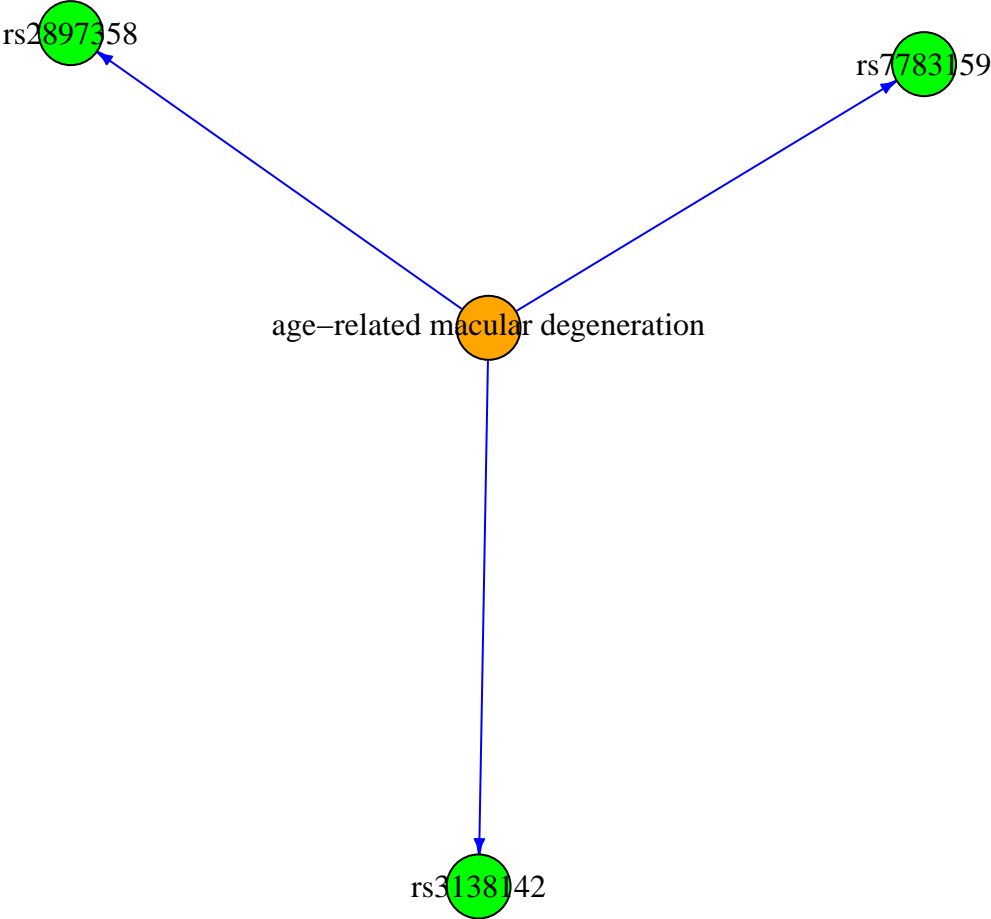 rs2897358
rs7783159
age−related macular degeneration
rs3138142